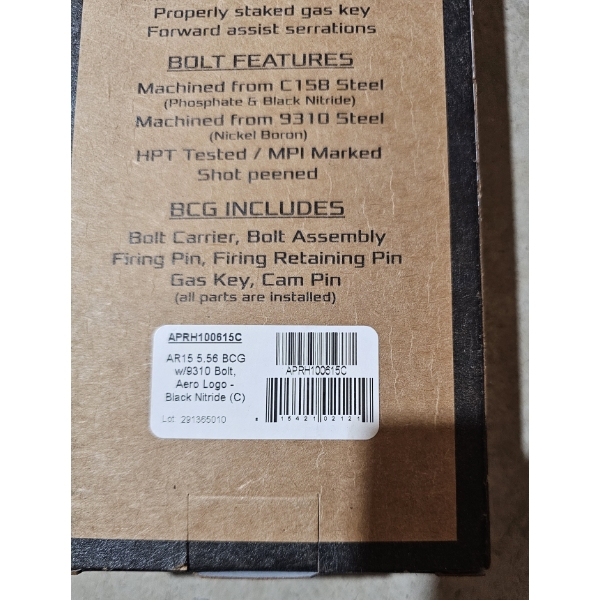 Properly staked gas key
Forward assist serrations
BOLT FEATURES
Machined from C158 Steel
(Phosphate & Black Nitride)
Machined from 9310 Steel
(Nickel Boron)
HPT Tested / MPI Marked
Shot peened
BCG INCLUDES
Bolt Carrier, Bolt Assembly
Firing Pin, Firing Retaining Pin
Gas Key, Cam Pin
(all parts are installed)
APRH100615C
AR15 5.56 BCG
w/9310 Bolt,
Aero Logo -
Black Nitride (C)
Lot 291365010
APRH100615C
8 15421 02121